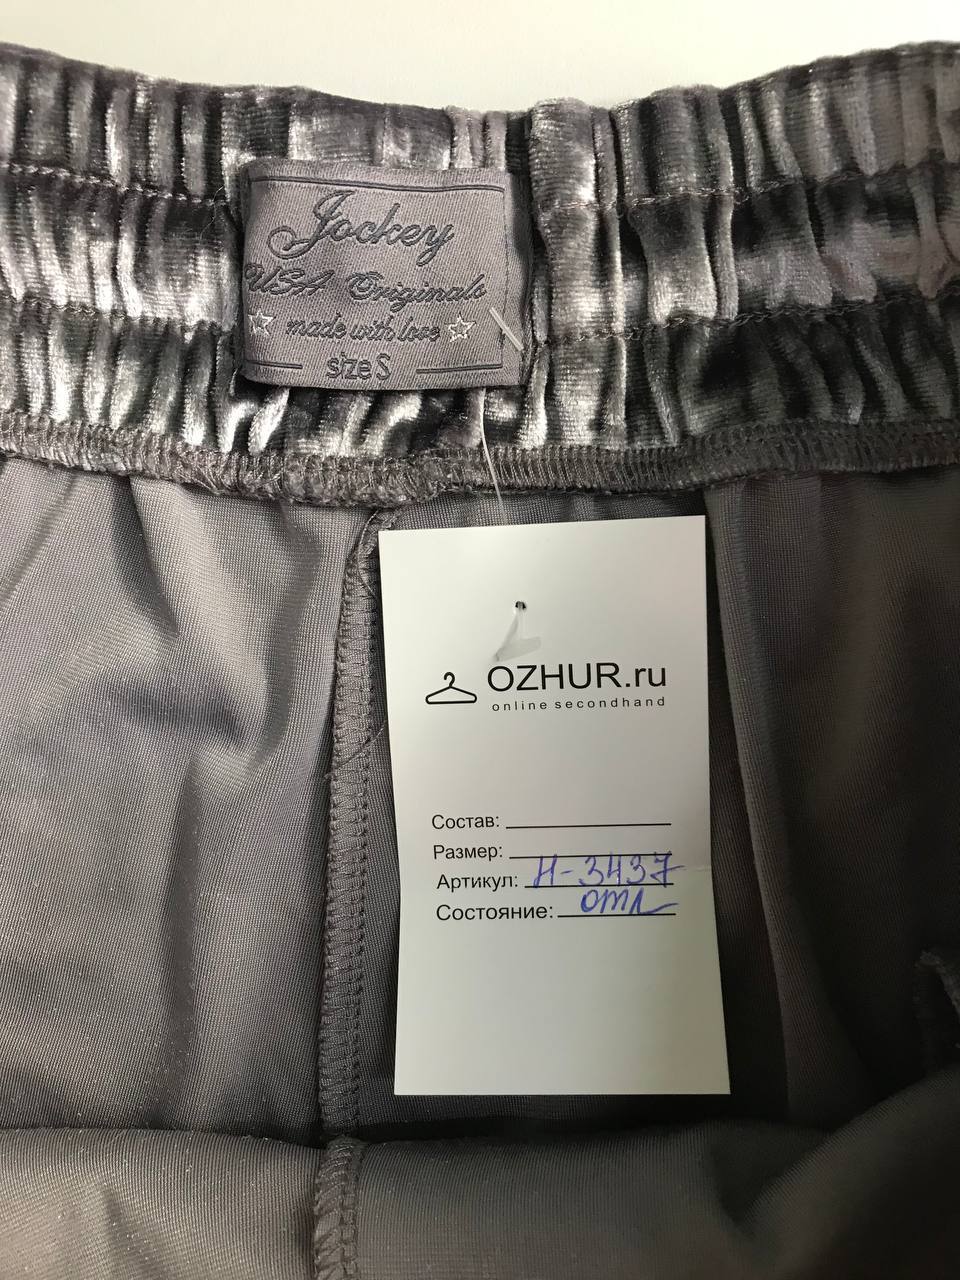 Jockey
USA Originals
made with love
size S
OZHUR.ru
online secondhand
Состав:
Размер:
Артикул: Н-3437
Состояние: отл